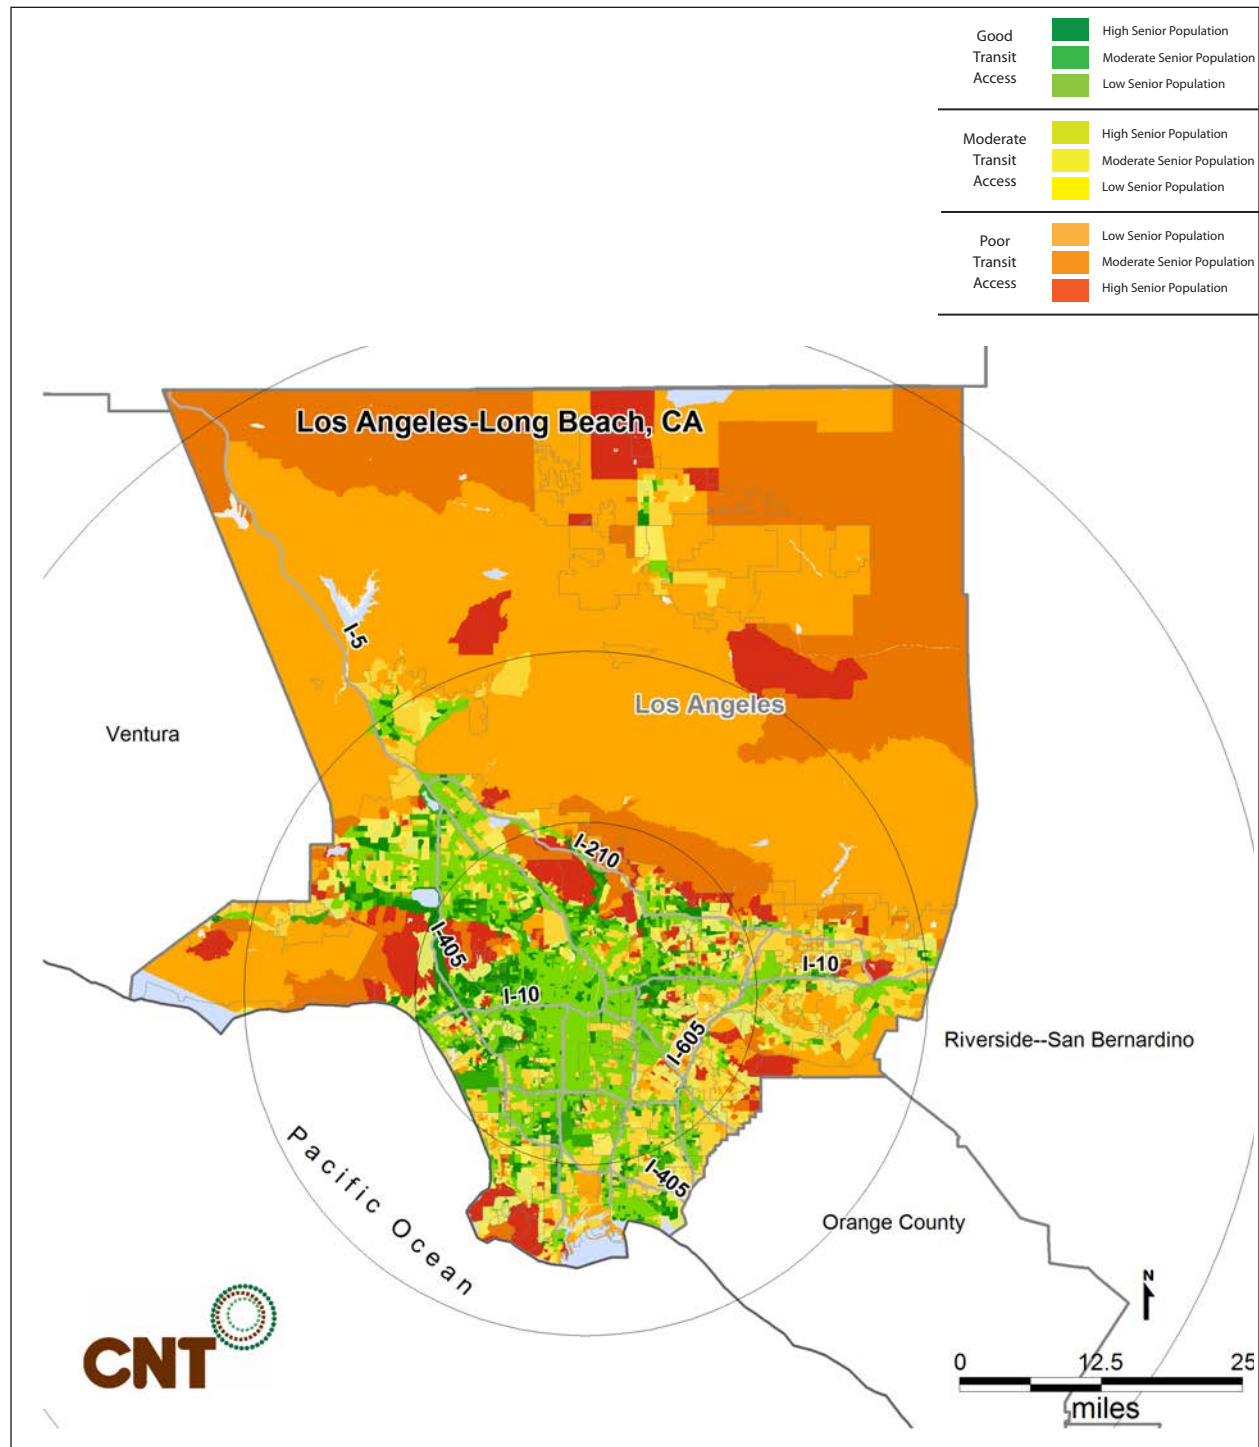 Good
Transit
Access
High Senior Population
Moderate Senior Population
Low Senior Population
Moderate
Transit
Access
High Senior Population
Moderate Senior Population
Low Senior Population
Poor
Transit
Access
Low Senior Population
Moderate Senior Population
High Senior Population
Los Angeles-Long Beach, CA
I-5
Los Angeles
Ventura
I-210
I-405
I-10
I-10
I-605
Riverside--San Bernardino
I-405
Pacific Ocean
Orange County
N
CNT
0 12.5 25
miles